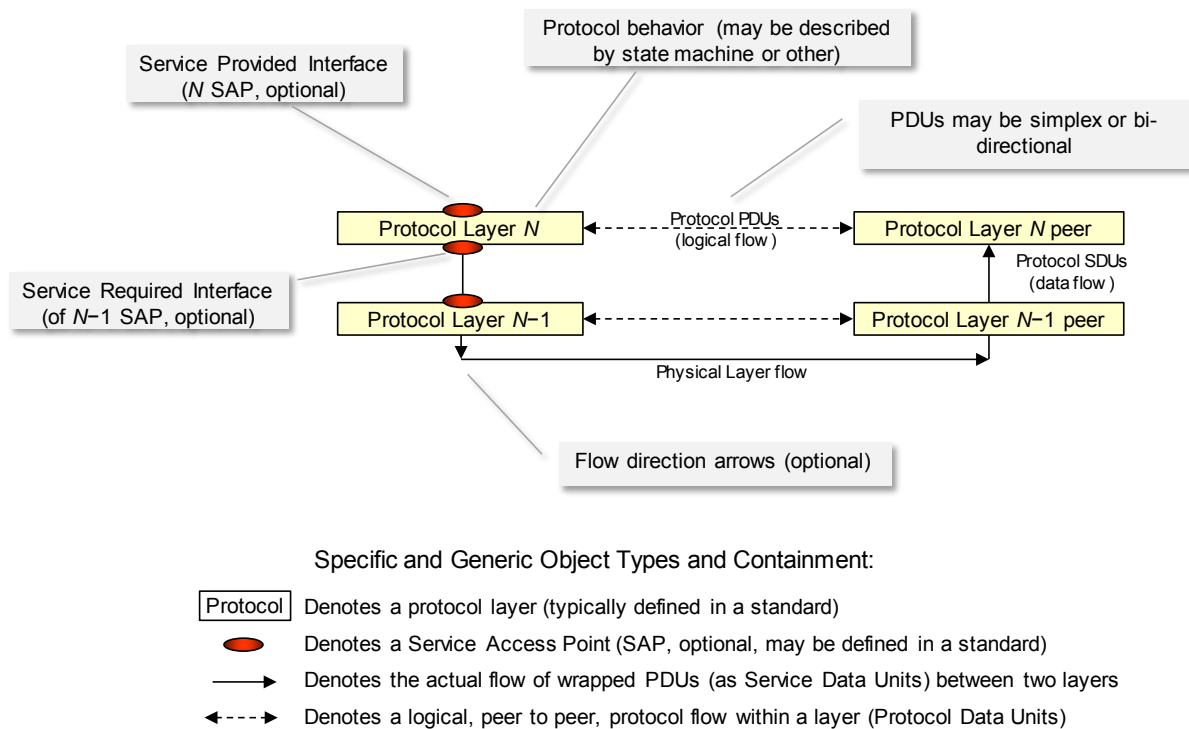 Protocol behavior (may be described
by state machine or other)
Service Provided Interface
(N SAP, optional)
PDUs may be simplex or bi-
directional
Protocol Layer N
Protocol PDUs
(logical flow )
Protocol Layer N peer
Service Required Interface
(of N−1 SAP, optional)
Protocol SDUs
(data flow )
Protocol Layer N−1
Protocol Layer N−1 peer
Physical Layer flow
Flow direction arrows (optional)
Specific and Generic Object Types and Containment:
Protocol Denotes a protocol layer (typically defined in a standard)
Denotes a Service Access Point (SAP, optional, may be defined in a standard)
Denotes the actual flow of wrapped PDUs (as Service Data Units) between two layers
Denotes a logical, peer to peer, protocol flow within a layer (Protocol Data Units)